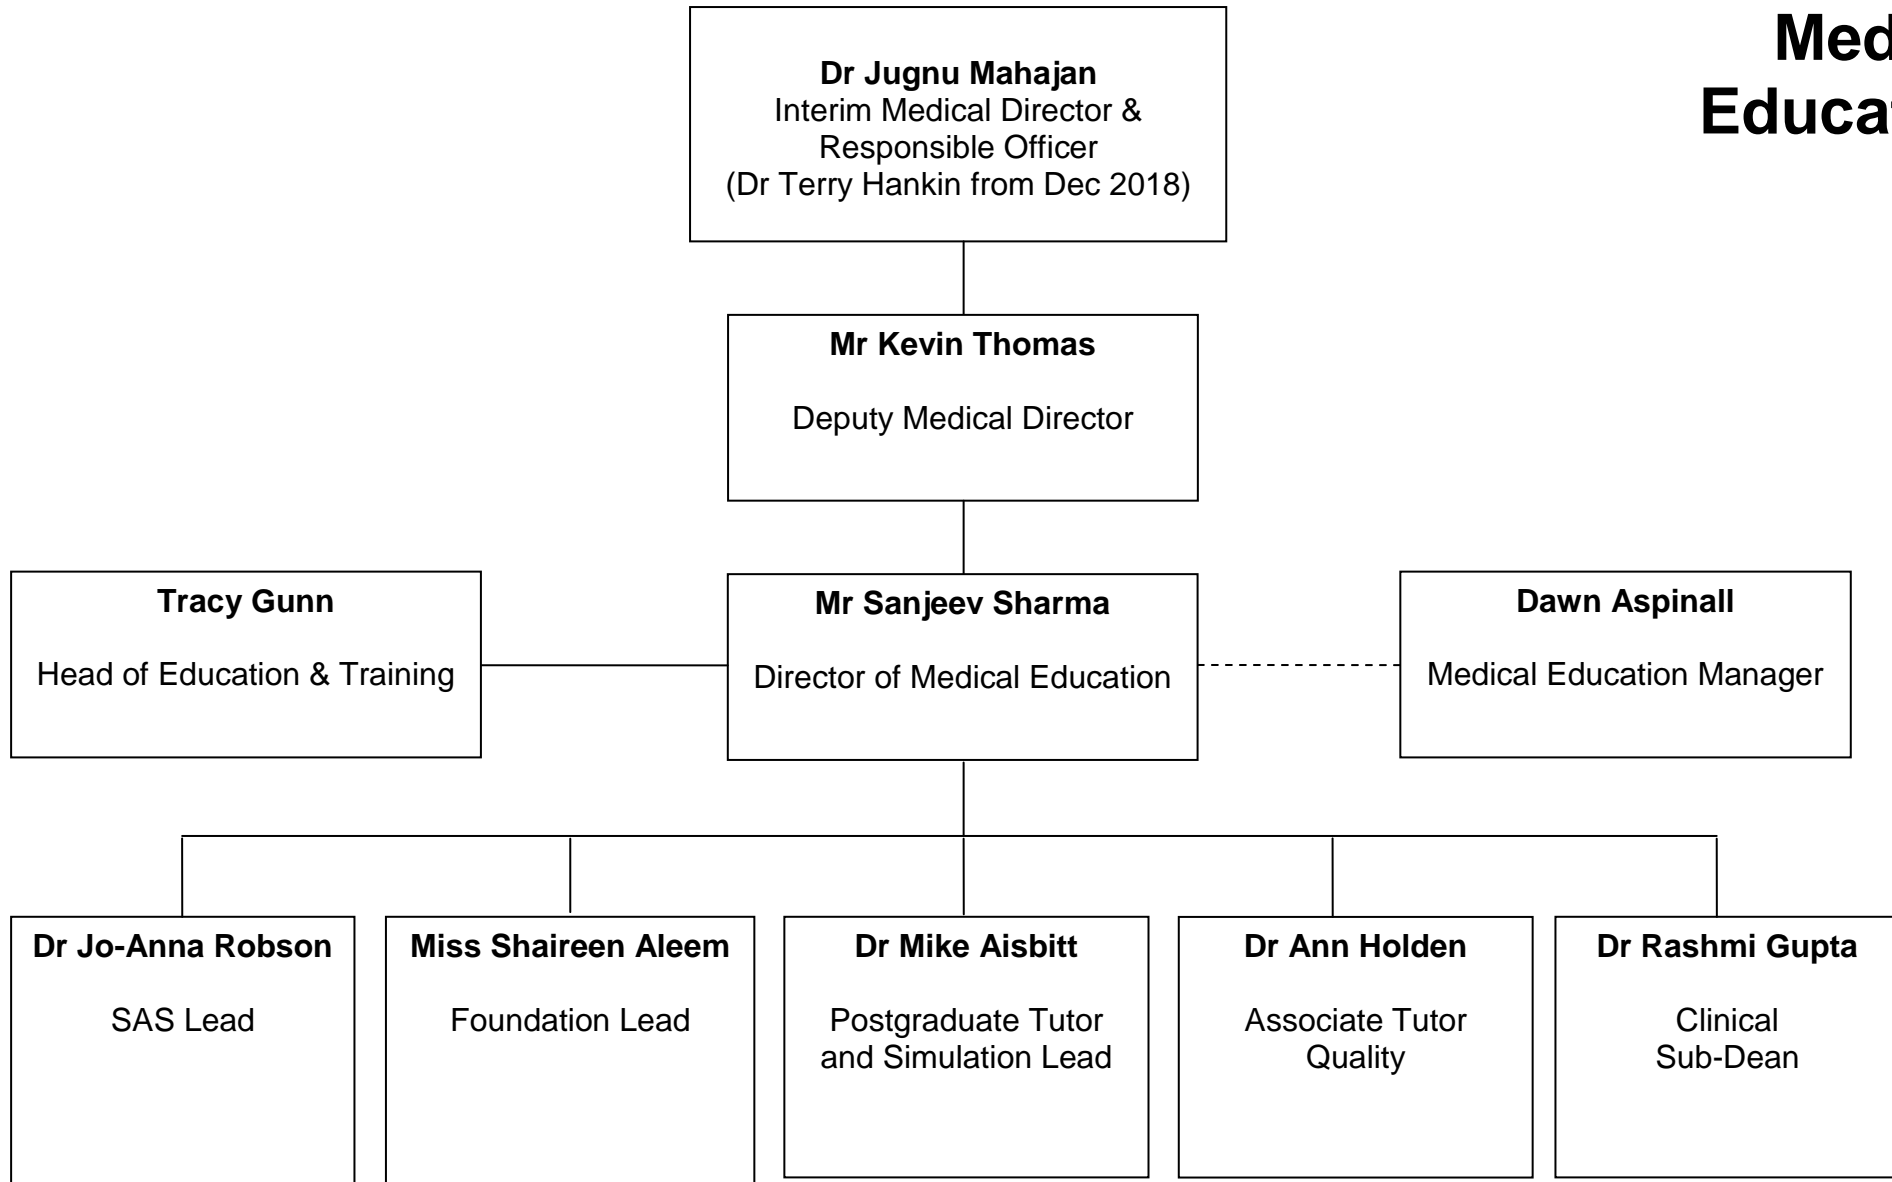 Med
Educat
Dr Jugnu Mahajan
Interim Medical Director &
Responsible Officer
(Dr Terry Hankin from Dec 2018)
Mr Kevin Thomas
Deputy Medical Director
Tracy Gunn
Head of Education & Training
Mr Sanjeev Sharma
Director of Medical Education
Dawn Aspinall
Medical Education Manager
Dr Jo-Anna Robson
SAS Lead
Miss Shaireen Aleem
Foundation Lead
Dr Mike Aisbitt
Postgraduate Tutor
and Simulation Lead
Dr Ann Holden
Associate Tutor
Quality
Dr Rashmi Gupta
Clinical
Sub-Dean